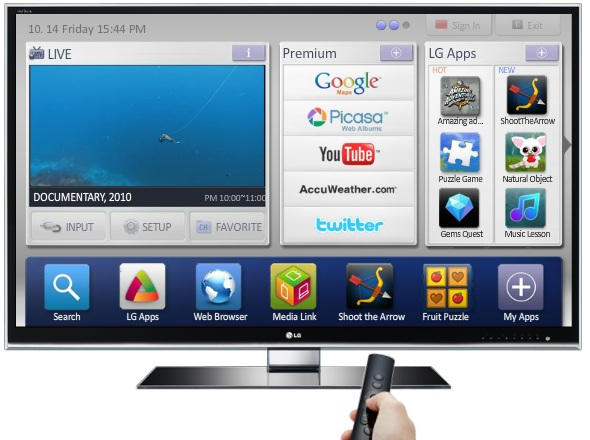 10. 14 Friday 15:44 PM
Sign In
Exit
LIVE
i
DOCUMENTARY, 2010
PM 10:00~11:00
INPUT
SETUP
CH
FAVORITE
Premium
Google
Maps
Picasa™
Web Albums
YouTube™
AccuWeather.com®
twitter
LG Apps
HOT
NEW
Amazing ad...
ShootTheArrow
Puzzle Game
Natural Object
Gems Quest
Music Lesson
Search
LG Apps
Web Browser
Media Link
Shoot the Arrow
Fruit Puzzle
My Apps
LG